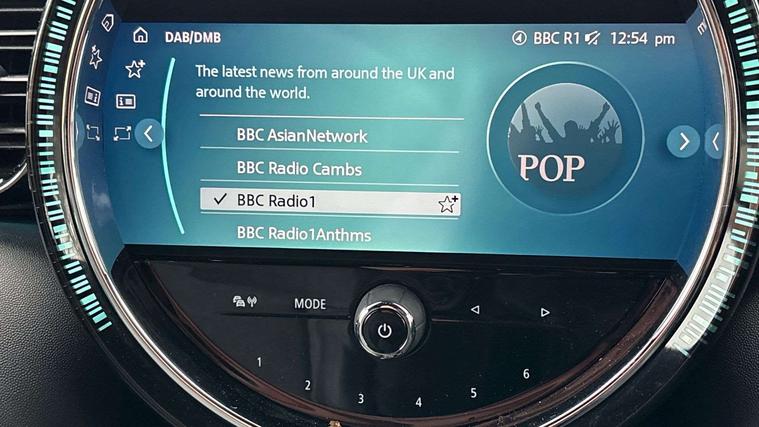 DAB/DMB
BBC R1 12:54 pm
The latest news from around the UK and
around the world.
BBC AsianNetwork
BBC Radio Cambs
BBC Radio1
BBC Radio1Anthms
POP
MODE
1
2
3
4
5
6